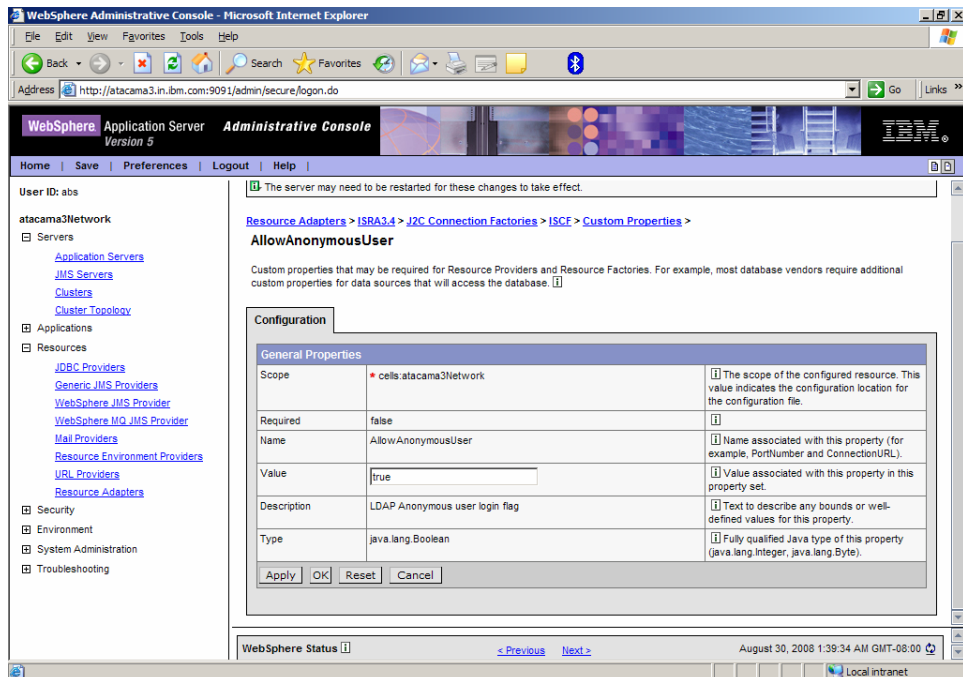 WebSphere Administrative Console - Microsoft Internet Explorer
File Edit View Favorites Tools Help
Back Search Favorites
Address http://atacama3.in.ibm.com:9091/admin/secure/logon.do Go Links »
WebSphere Application Server Administrative Console
Version 5
IBM
Home | Save | Preferences | Logout | Help |
User ID: abs
atacama3Network
Servers
Application Servers
JMS Servers
Clusters
Cluster Topology
Applications
Resources
JDBC Providers
Generic JMS Providers
WebSphere JMS Provider
WebSphere MQ JMS Provider
Mail Providers
Resource Environment Providers
URL Providers
Resource Adapters
Security
Environment
System Administration
Troubleshooting
The server may need to be restarted for these changes to take effect.
Resource Adapters > ISRA3.4 > J2C Connection Factories > ISCF > Custom Properties >
AllowAnonymousUser
Custom properties that may be required for Resource Providers and Resource Factories. For example, most database vendors require additional
custom properties for data sources that will access the database. i
Configuration
General Properties
Scope * cells:atacama3Network i The scope of the configured resource. This
value indicates the configuration location for
the configuration file.
Required false i
Name AllowAnonymousUser i Name associated with this property (for
example, PortNumber and ConnectionURL).
Value true i Value associated with this property in this
property set.
Description LDAP Anonymous user login flag i Text to describe any bounds or well-
defined values for this property.
Type java.lang.Boolean i Fully qualified Java type of this property
(java.lang.Integer, java.lang.Byte).
Apply OK Reset Cancel
WebSphere Status i < Previous Next > August 30, 2008 1:39:34 AM GMT-08:00
Local intranet